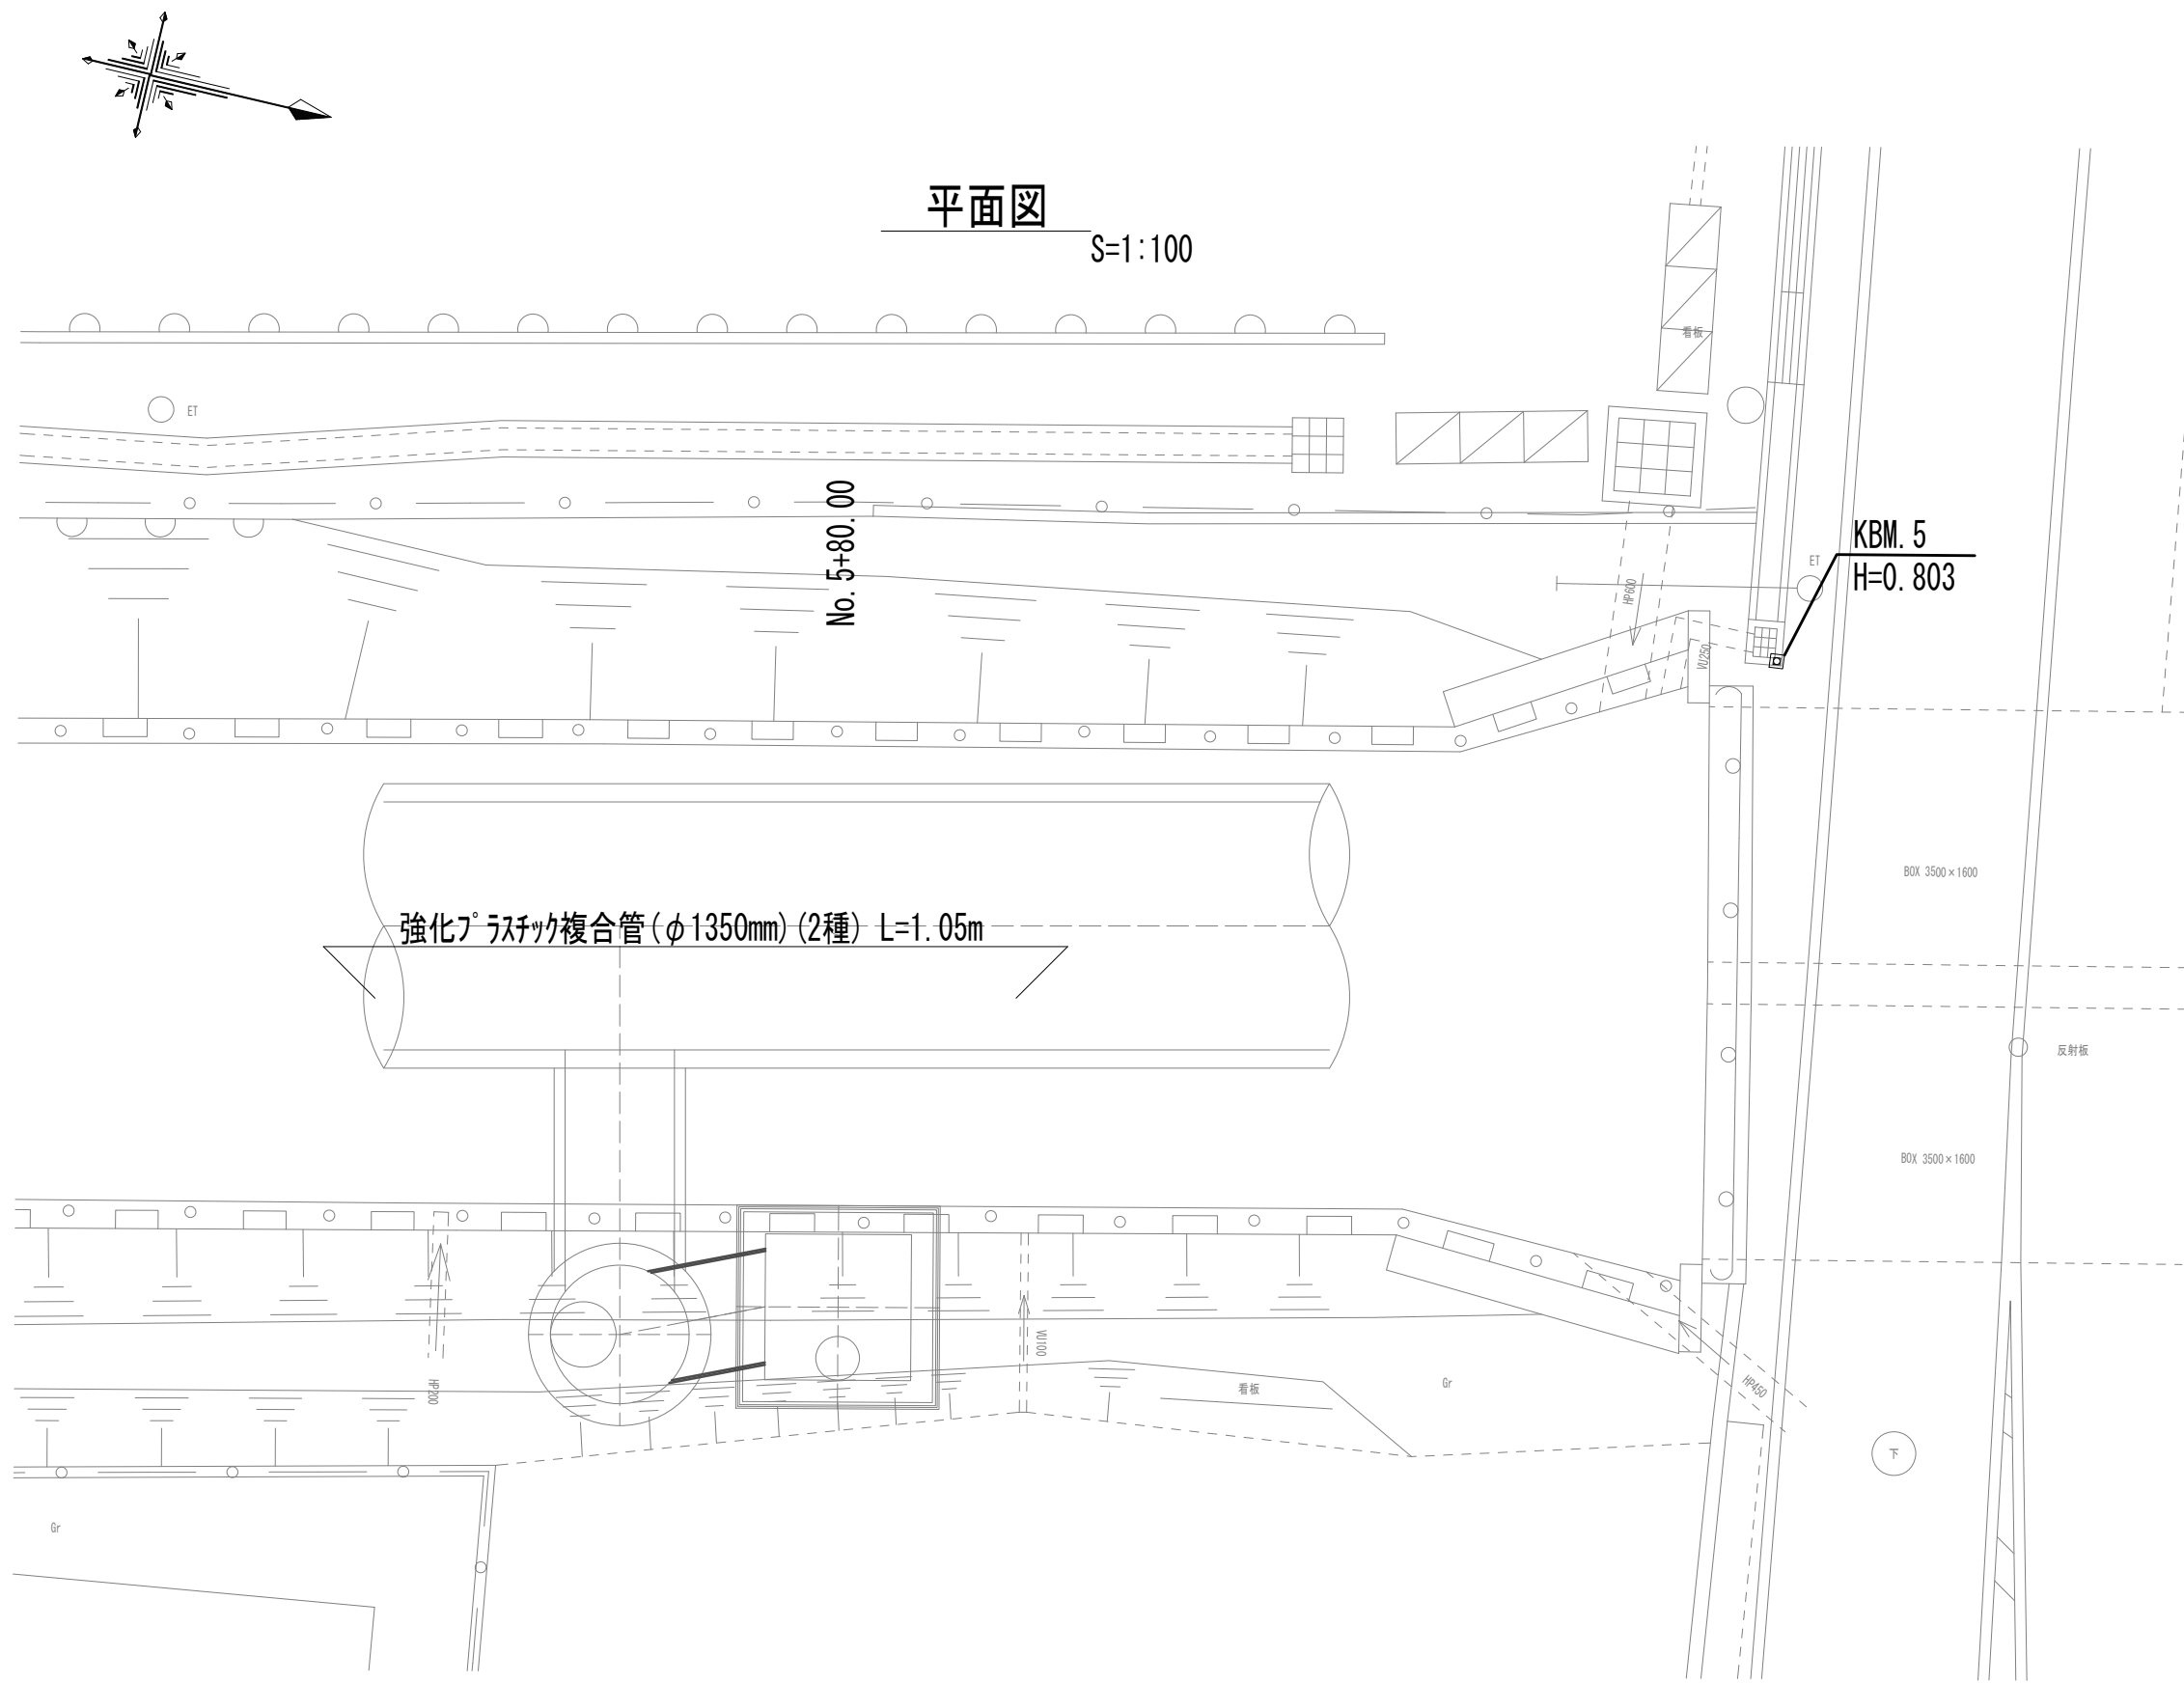 平面図
S=1:100
看板
ET
No. 5+80. 00
KBM. 5
H=0. 803
ET
HP600
VU250
BOX 3500×1600
強化プラスチック複合管(φ1350mm)(2種) L=1. 05m
反射板
BOX 3500×1600
VU100
HP200
看板
Gr
HP450
下
Gr